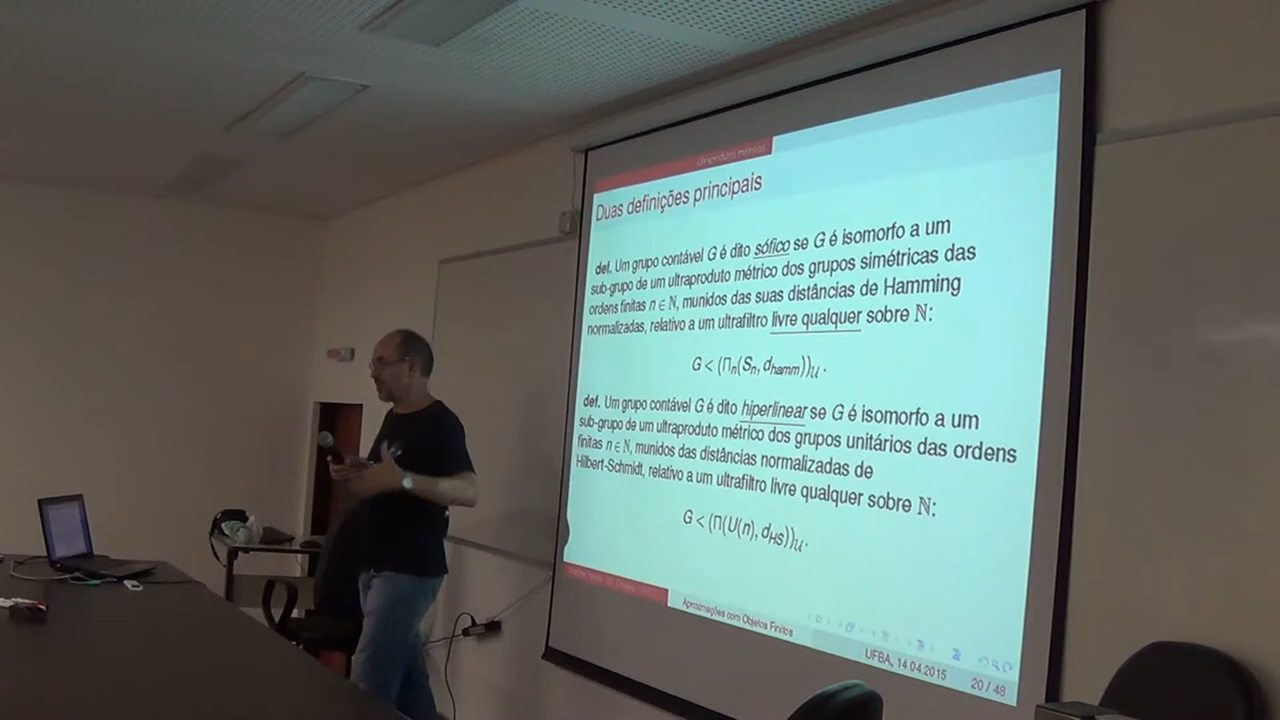 Ultraprodutos métricos
Duas definições principais
def. Um grupo contável G é dito sófico se G é isomorfo a um
sub-grupo de um ultraproduto métrico dos grupos simétricas das
ordens finitas n ∈ ℕ, munidos das suas distâncias de Hamming
normalizadas, relativo a um ultrafiltro livre qualquer sobre ℕ:
G < (Πₙ(Sₙ, d_hamm))_𝒰.
def. Um grupo contável G é dito hiperlinear se G é isomorfo a um
sub-grupo de um ultraproduto métrico dos grupos unitários das ordens
finitas n ∈ ℕ, munidos das distâncias normalizadas de
Hilbert-Schmidt, relativo a um ultrafiltro livre qualquer sobre ℕ:
G < (Π(U(n), d_HS))_𝒰.
Aproximações com Objetos Finitos
UFBA, 14.04.2015
20 / 48